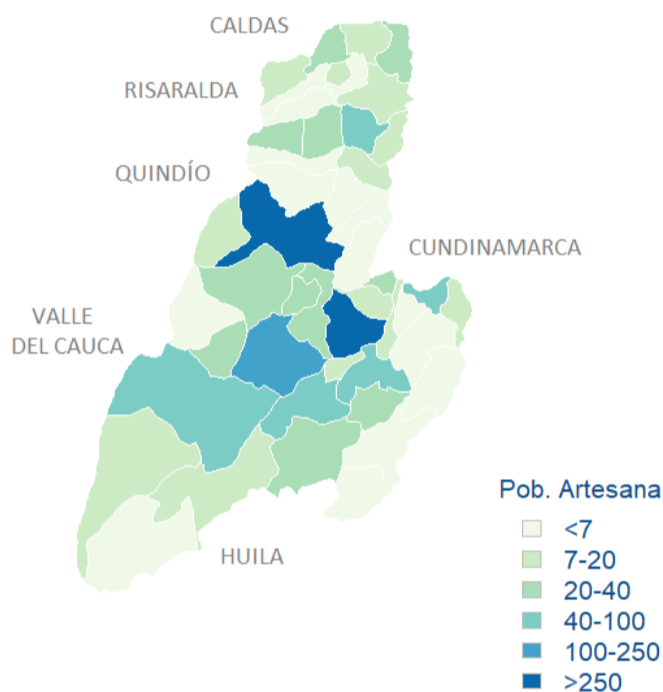 CALDAS
RISARALDA
QUINDÍO
CUNDINAMARCA
VALLE
DEL CAUCA
HUILA
Pob. Artesana
<7
7-20
20-40
40-100
100-250
>250